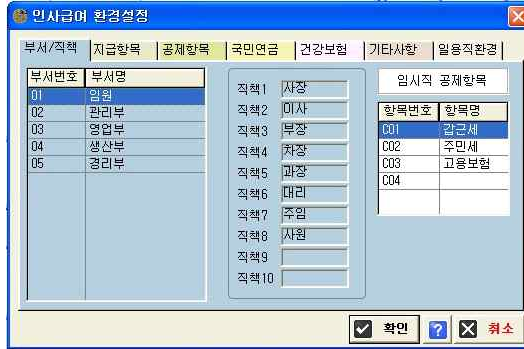 인사급여 환경설정
부서/직책 지급항목 공제항목 국민연금 건강보험 기타사항 일용직환경
부서번호 부서명
01 임원
02 관리부
03 영업부
04 생산부
05 경리부
직책1 사장
직책2 이사
직책3 부장
직책4 차장
직책5 과장
직책6 대리
직책7 주임
직책8 사원
직책9
직책10
임시직 공제항목
항목번호 항목명
C01 갑근세
C02 주민세
C03 고용보험
C04
확인 ? 취소